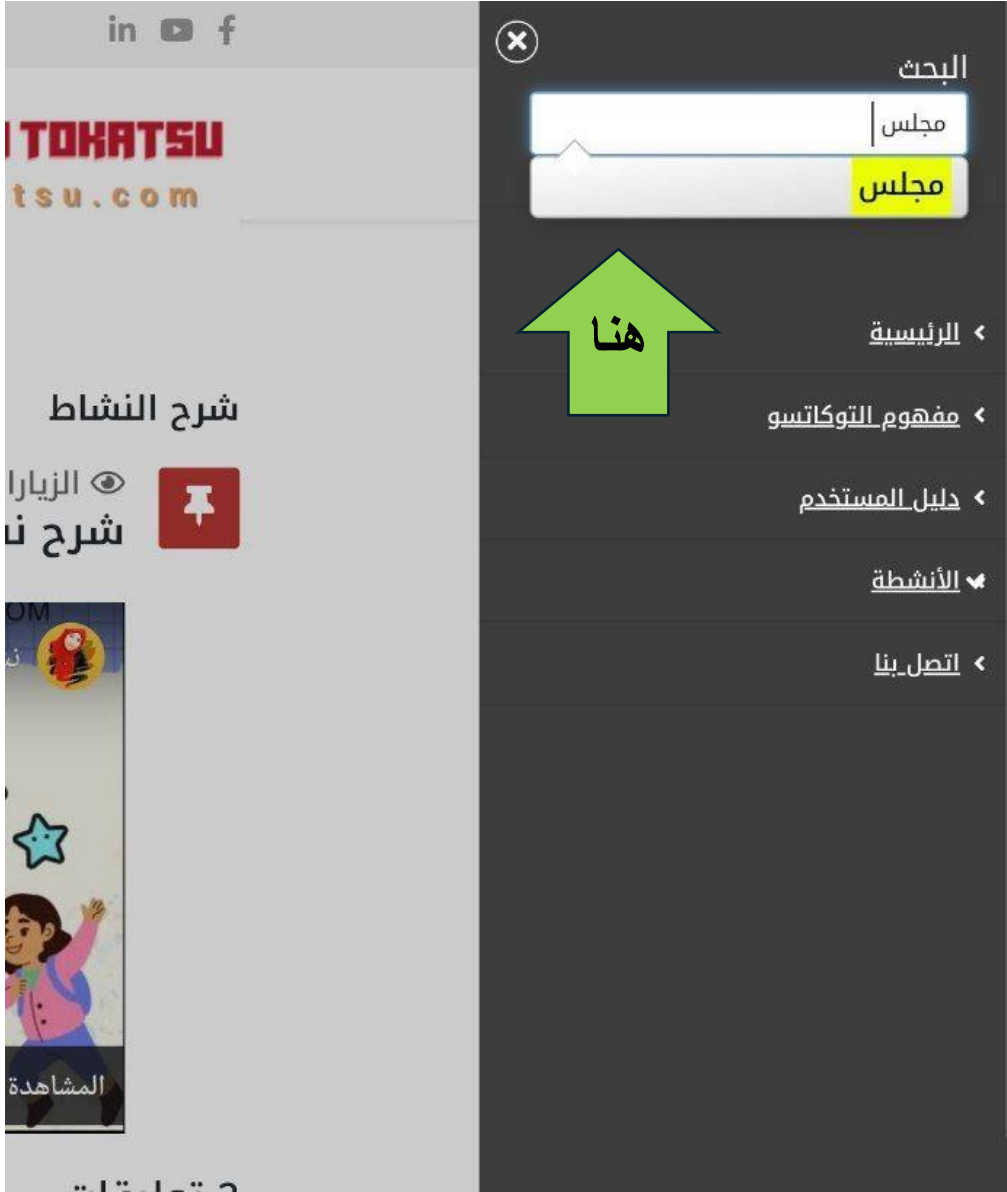 البحث
مجلس
مجلس
هنا
الرئيسية
مفهوم التوكاتسو
دليل المستخدم
الأنشطة
اتصل بنا
in f
TOKATSU
tsu.com
شرح النشاط
شرح
المشاهدة